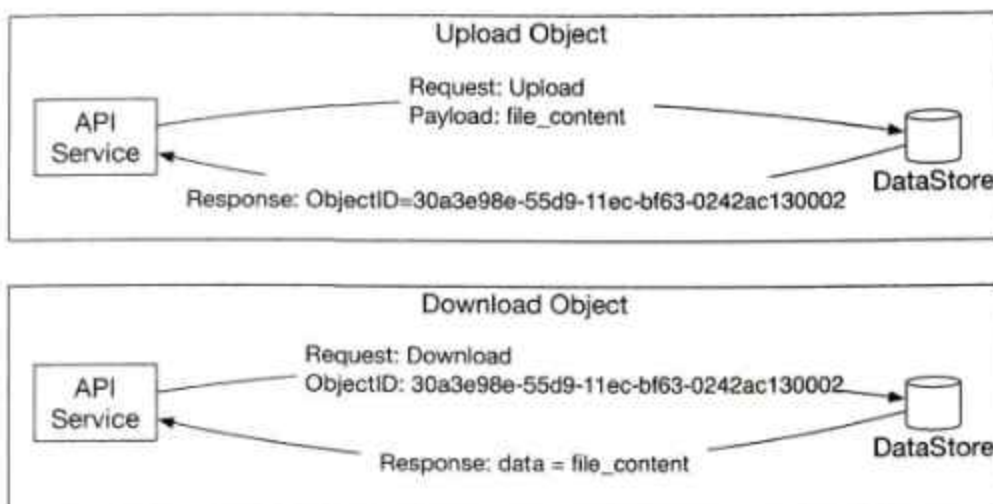 Upload Object
Request: Upload
Payload: file_content
API
Service
DataStore
Response: ObjectID=30a3e98e-55d9-11ec-bf63-0242ac130002
Download Object
Request: Download
ObjectID: 30a3e98e-55d9-11ec-bf63-0242ac130002
API
Service
DataStore
Response: data = file_content